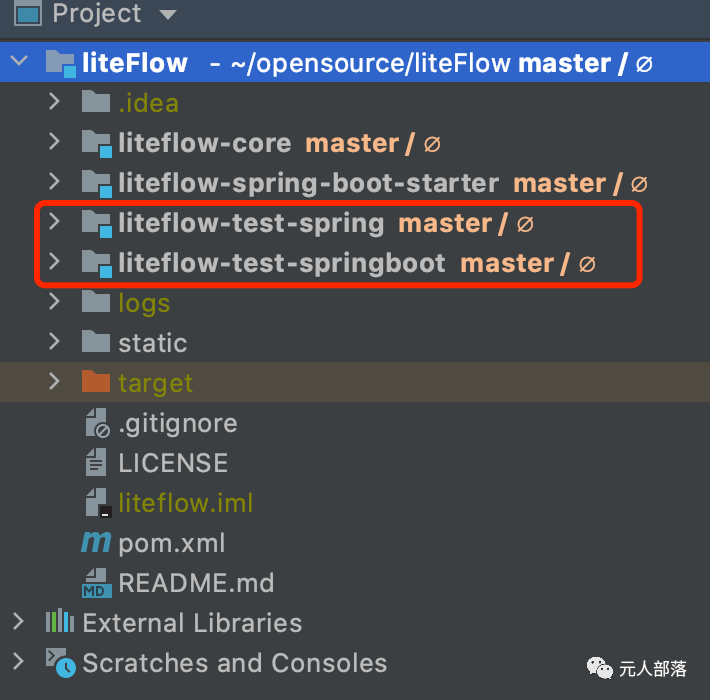 Project
liteFlow - ~/opensource/liteFlow master / ∅
.idea
liteflow-core master / ∅
liteflow-spring-boot-starter master / ∅
liteflow-test-spring master / ∅
liteflow-test-springboot master / ∅
logs
static
target
.gitignore
LICENSE
liteflow.iml
m pom.xml
MD README.md
External Libraries
Scratches and Consoles
元人部落